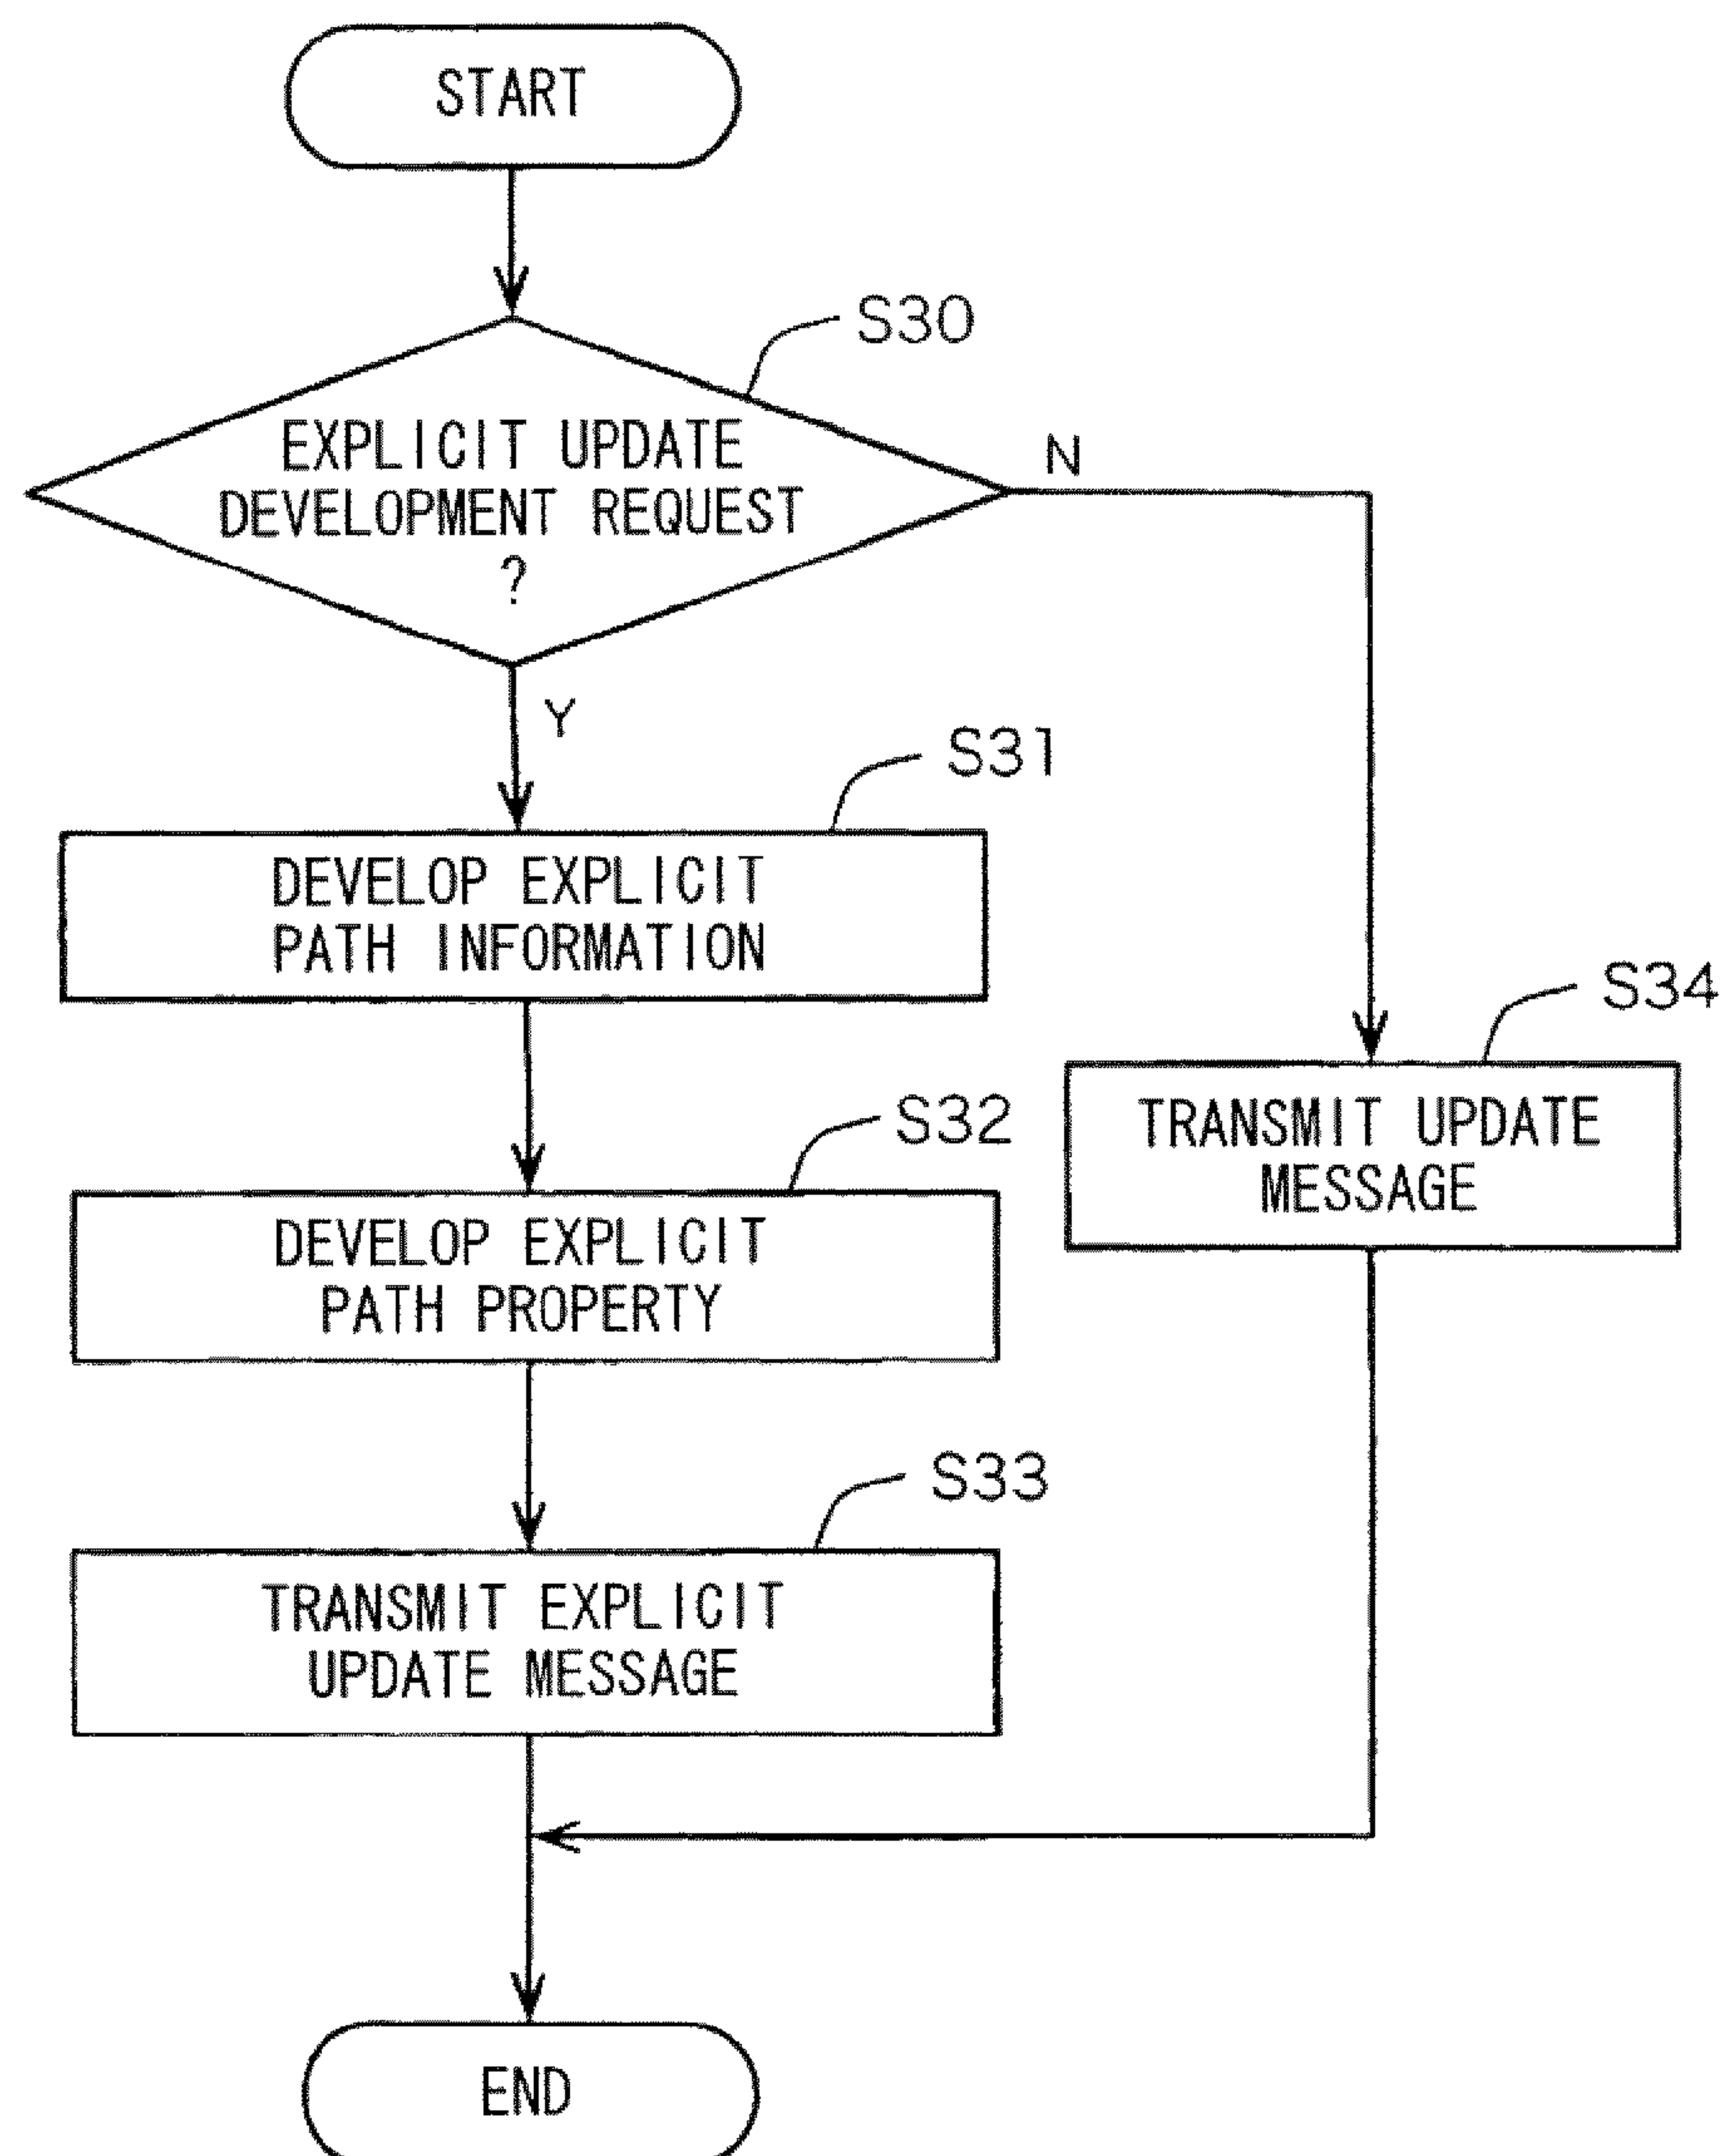 START
S30
EXPLICIT UPDATE
DEVELOPMENT REQUEST
?
N
Y
S31
DEVELOP EXPLICIT
PATH INFORMATION
S34
TRANSMIT UPDATE
MESSAGE
S32
DEVELOP EXPLICIT
PATH PROPERTY
S33
TRANSMIT EXPLICIT
UPDATE MESSAGE
END